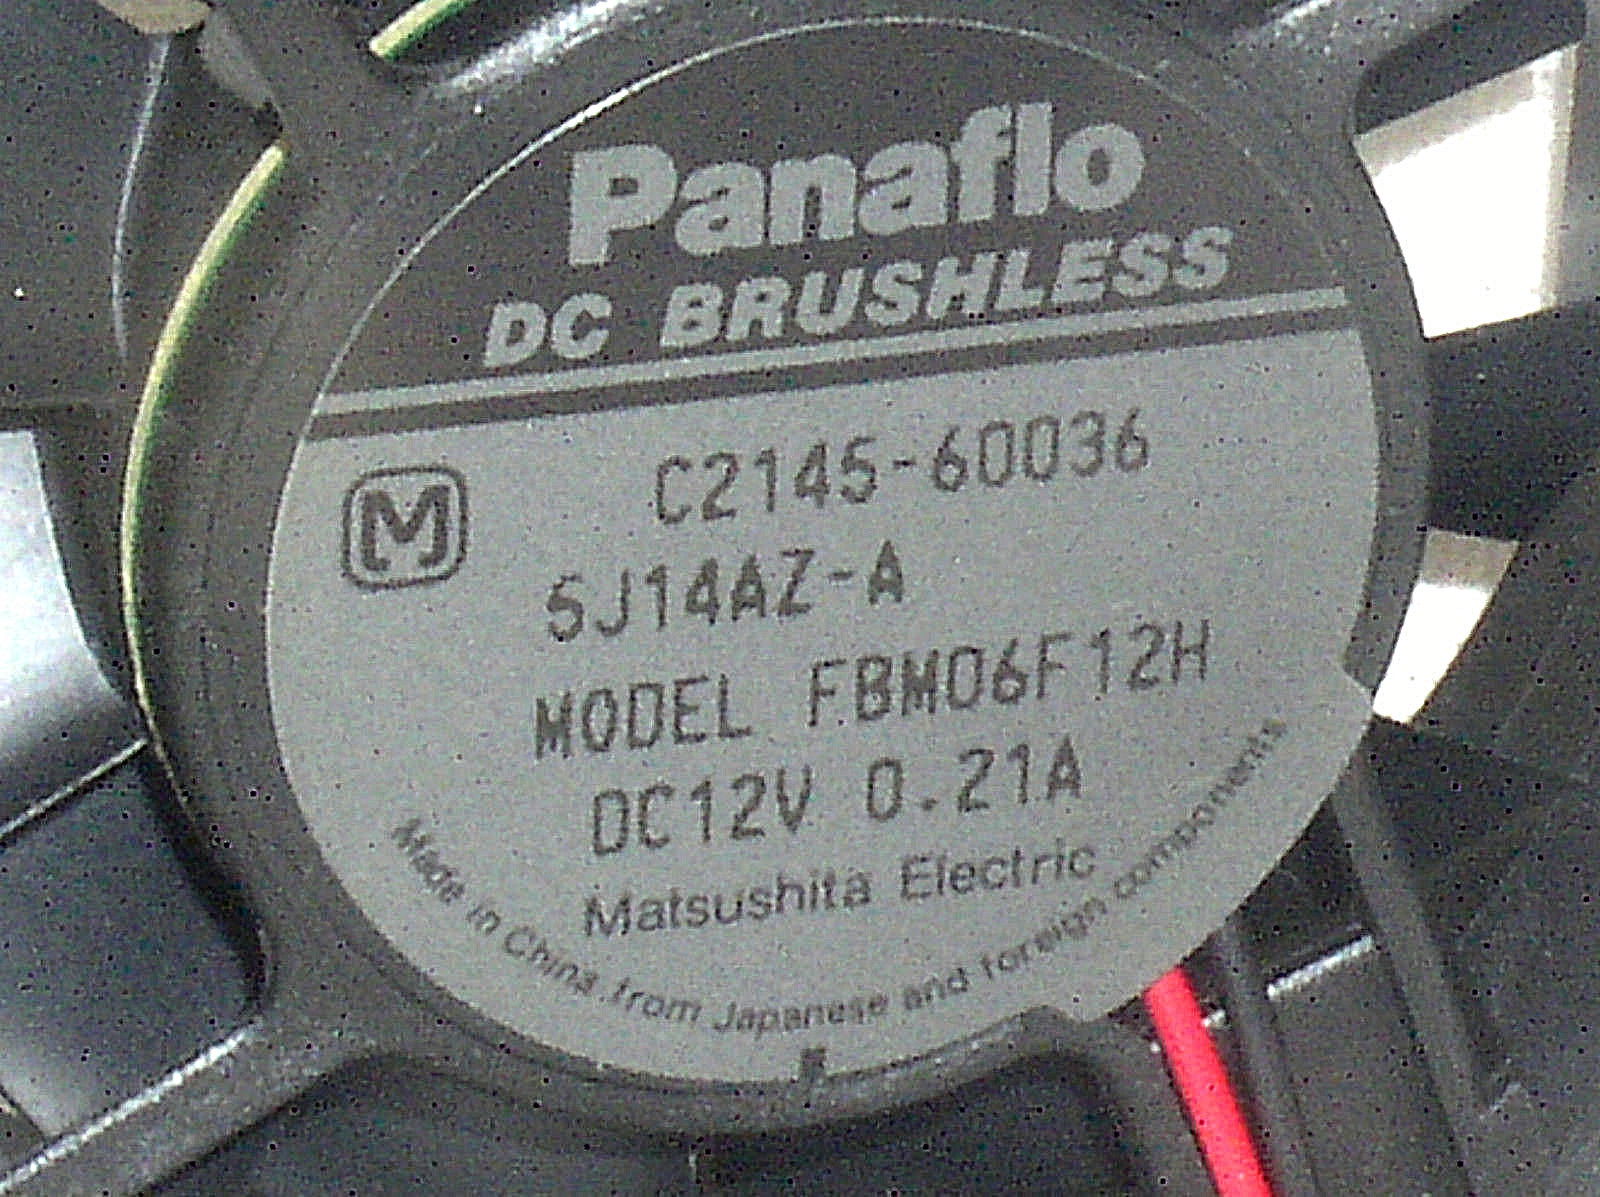 Panaflo
DC BRUSHLESS
M
C2145-60036
5J14AZ-A
MODEL FBM06F12H
DC12V 0.21A
Matsushita Electric
Made in China, from Japanese and foreign components